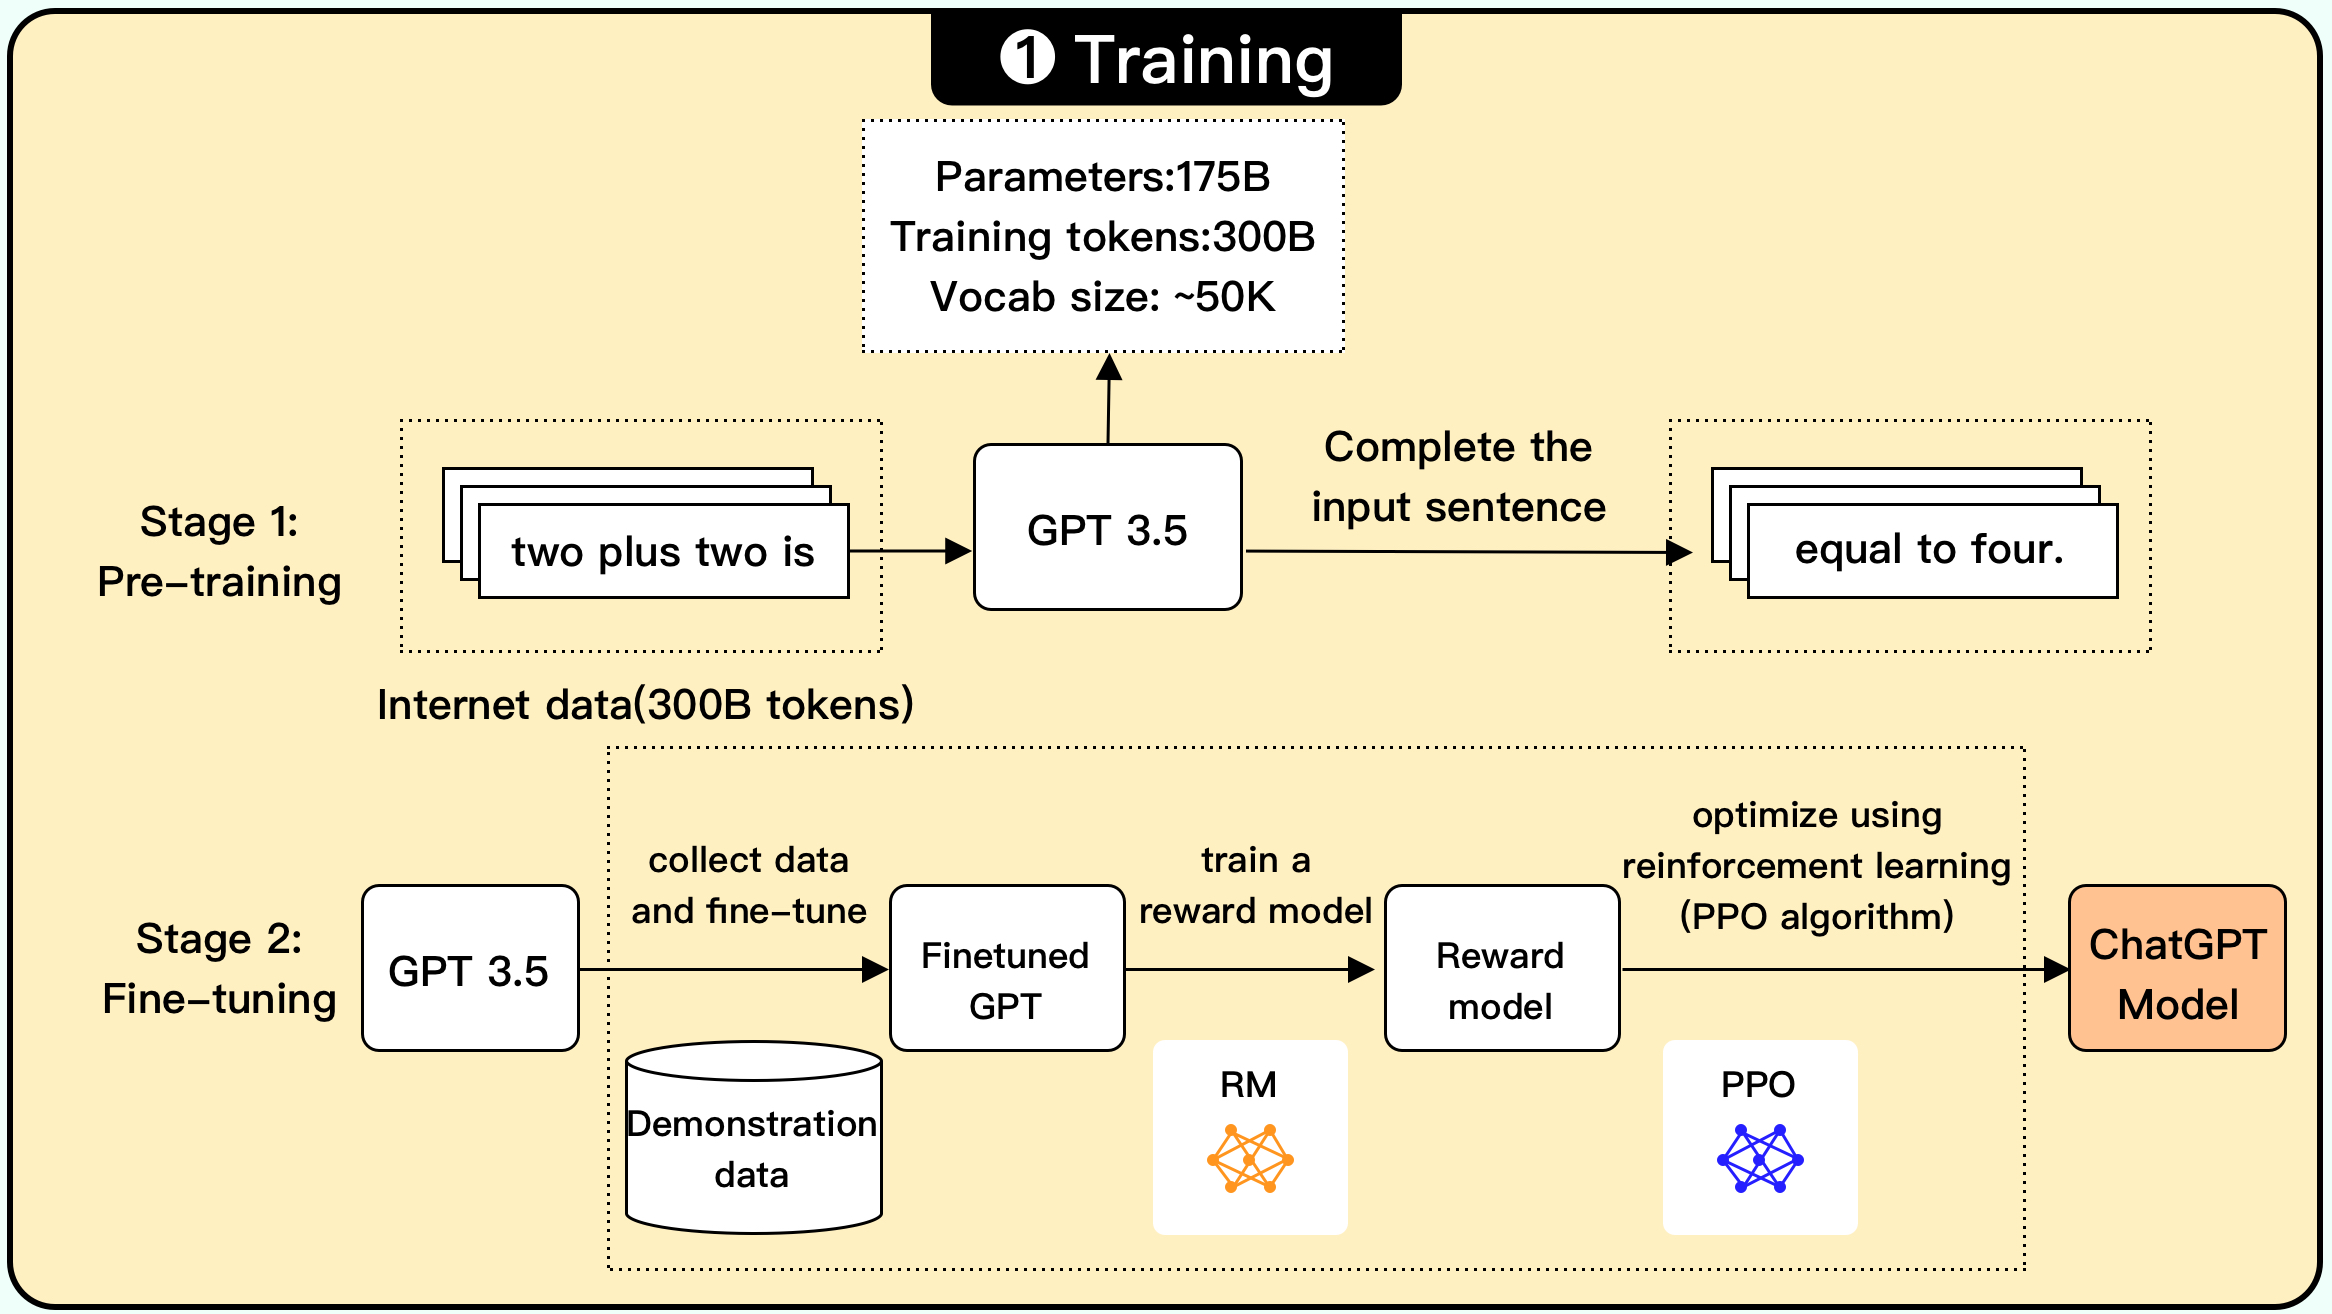 ❶ Training
Parameters:175B
Training tokens:300B
Vocab size: ~50K
Stage 1:
Pre-training
two plus two is
GPT 3.5
Complete the
input sentence
equal to four.
Internet data(300B tokens)
Stage 2:
Fine-tuning
GPT 3.5
collect data
and fine-tune
Demonstration
data
Finetuned
GPT
train a
reward model
RM
Reward
model
optimize using
reinforcement learning
(PPO algorithm)
PPO
ChatGPT
Model